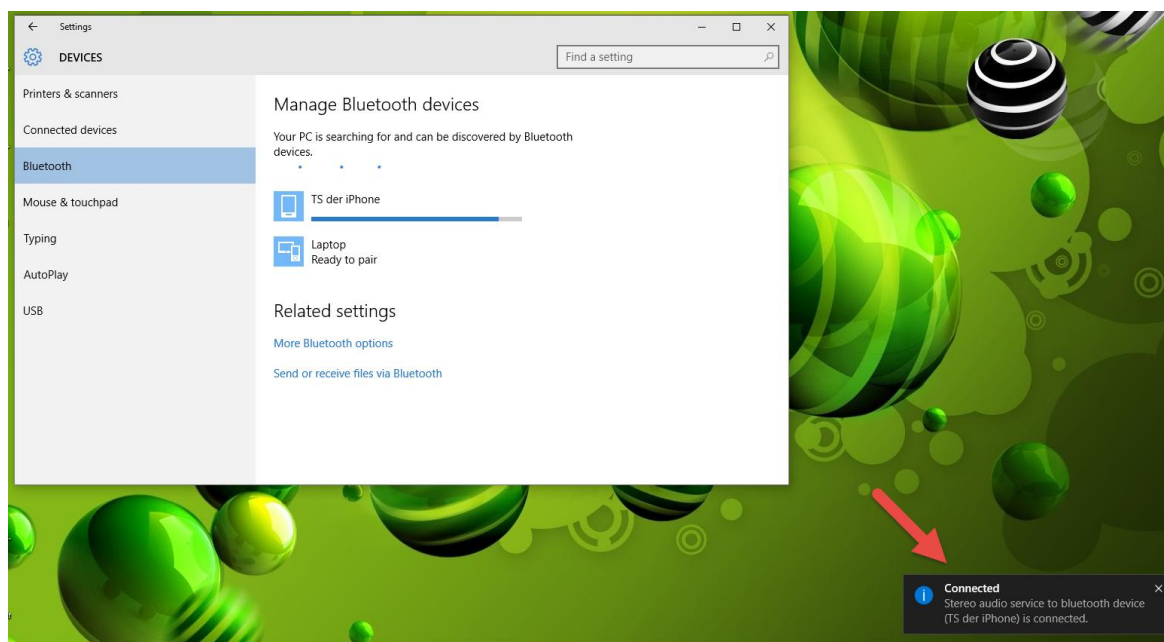 Settings
DEVICES
Find a setting
Printers & scanners
Connected devices
Bluetooth
Mouse & touchpad
Typing
AutoPlay
USB
Manage Bluetooth devices
Your PC is searching for and can be discovered by Bluetooth
devices.
TS der iPhone
Laptop
Ready to pair
Related settings
More Bluetooth options
Send or receive files via Bluetooth
Connected
Stereo audio service to bluetooth device
(TS der iPhone) is connected.